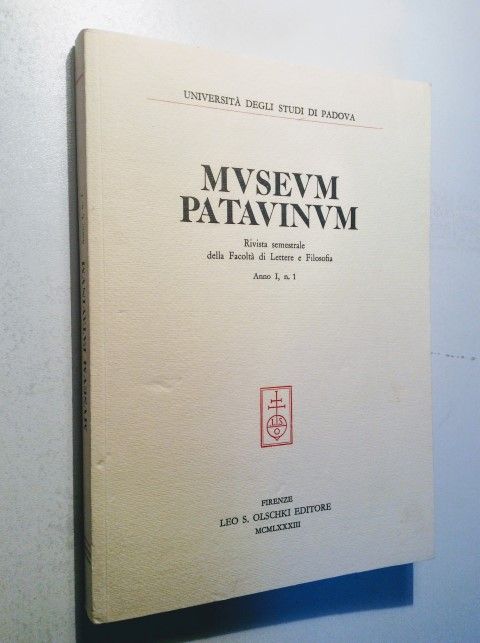 UNIVERSITÀ DEGLI STUDI DI PADOVA
MVSEVM
PATAVINVM
Rivista semestrale
della Facoltà di Lettere e Filosofia
Anno I, n. 1
L S
O
FIRENZE
LEO S. OLSCHKI EDITORE
MCMLXXXIII